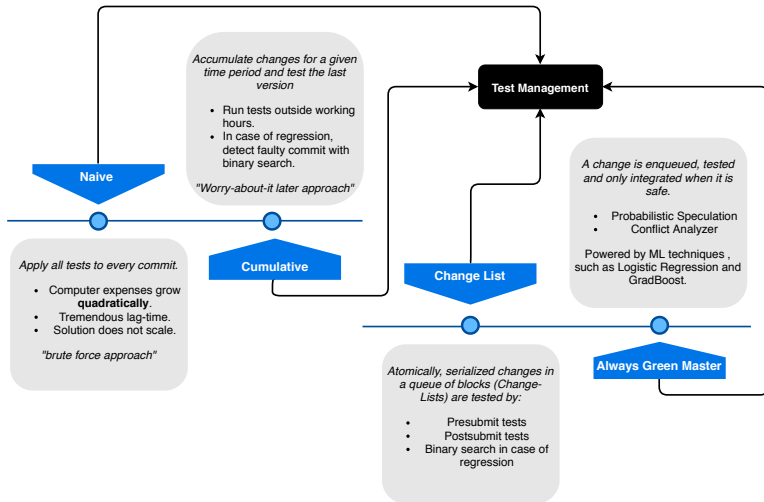 Accumulate changes for a given
time period and test the last
version
• Run tests outside working
hours.
• In case of regression,
detect faulty commit with
binary search.
"Worry-about-it later approach"
Test Management
Naive
A change is enqueued, tested
and only integrated when it is
safe.
• Probabilistic Speculation
• Conflict Analyzer
Powered by ML techniques ,
such as Logistic Regression and
GradBoost.
Apply all tests to every commit.
• Computer expenses grow
quadratically.
• Tremendous lag-time.
• Solution does not scale.
"brute force approach"
Cumulative
Change List
Always Green Master
Atomically, serialized changes in
a queue of blocks (Change-
Lists) are tested by:
• Presubmit tests
• Postsubmit tests
• Binary search in case of
regression